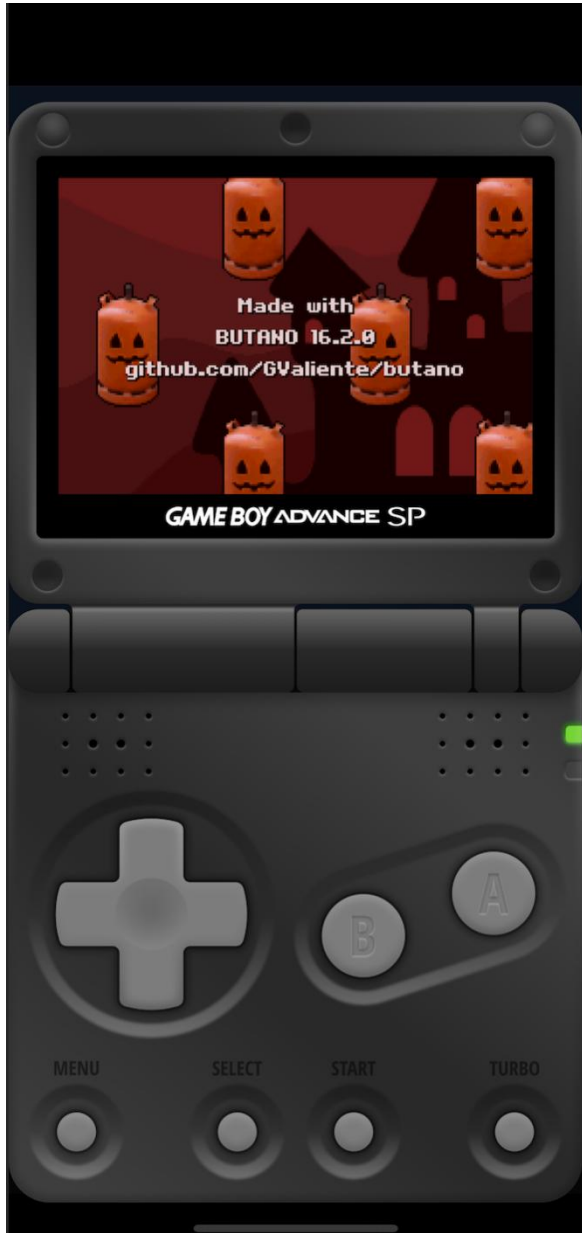 Made with
BUTANO 16.2.0
github.com/GValiente/butano
GAME BOY ADVANCE SP
B
A
MENU
SELECT
START
TURBO